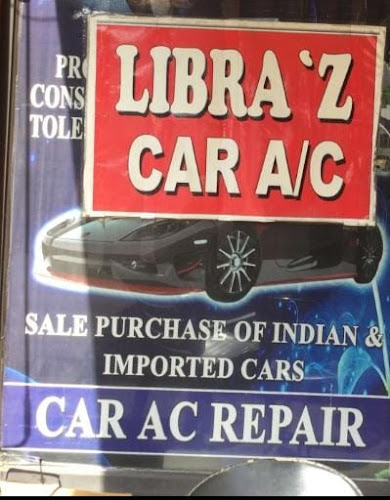 LIBRA 'Z
CAR A/C
SALE PURCHASE OF INDIAN &
IMPORTED CARS
CAR AC REPAIR